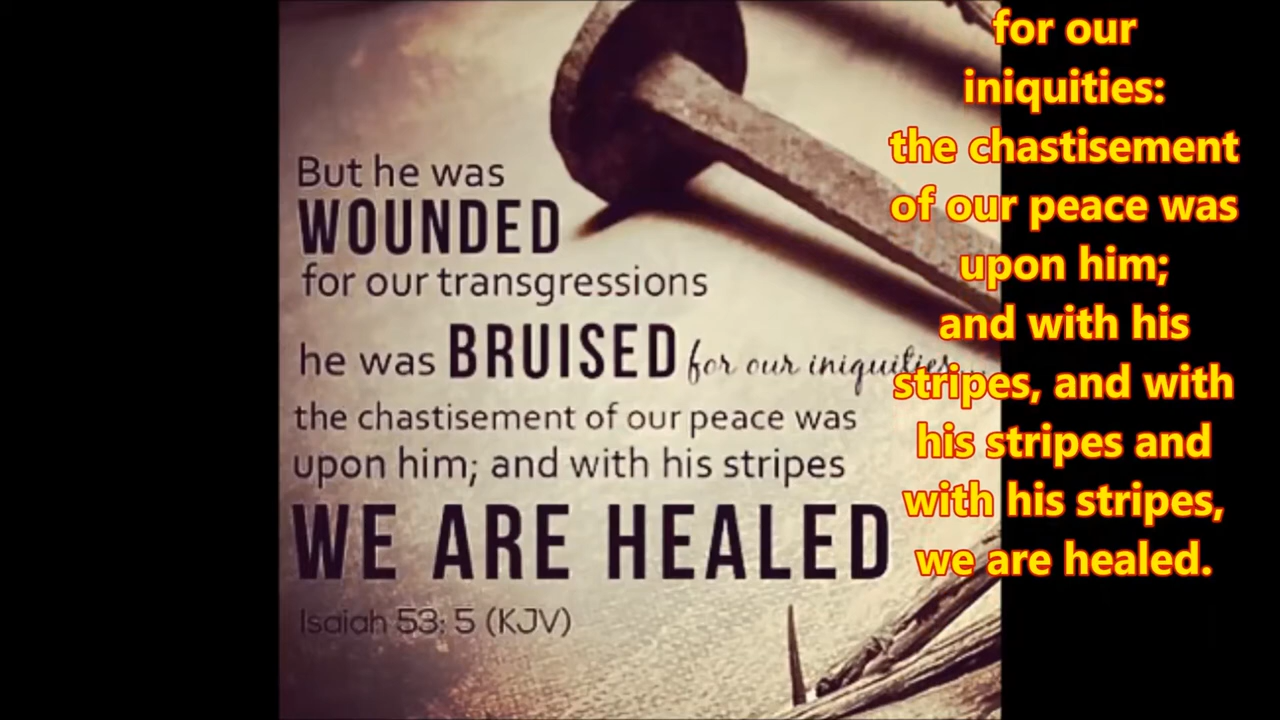 But he was
WOUNDED
for our transgressions
he was BRUISED for our iniquities...
the chastisement of our peace was
upon him; and with his stripes
WE ARE HEALED
Isaiah 53: 5 (KJV)
for our
iniquities:
the chastisement
of our peace was
upon him;
and with his
stripes, and with
his stripes and
with his stripes,
we are healed.